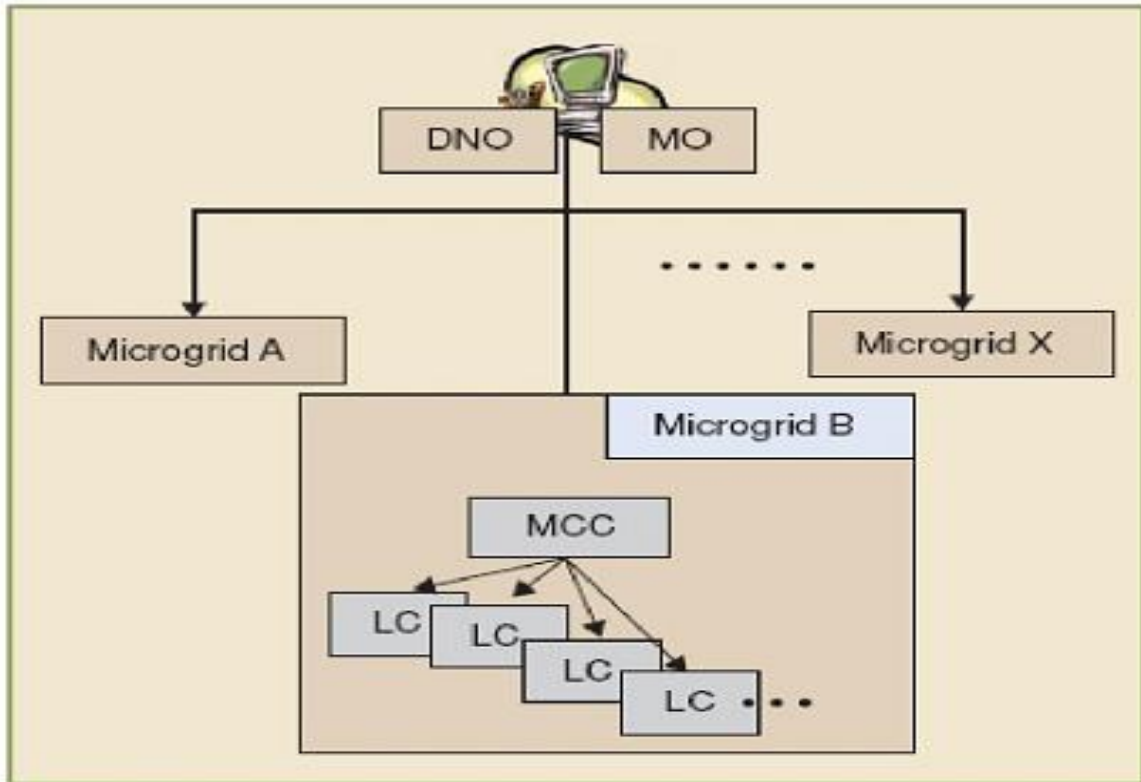 DNO
MO
......
Microgrid A
Microgrid X
Microgrid B
MCC
LC
LC
LC
LC ...